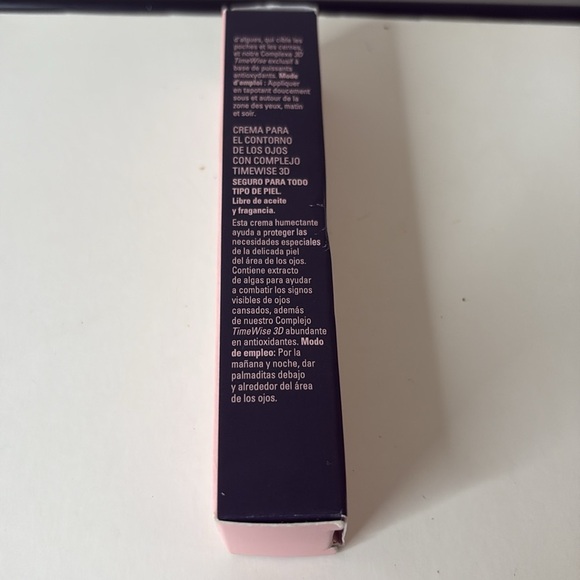 d'algues, qui cible les
poches et les cernes,
et notre Complexe 3D
TimeWise exclusif à
base de puissants
antioxydants. Mode
d'emploi : Appliquer
en tapotant doucement
sous et autour de la
zone des yeux, matin
et soir.
CREMA PARA
EL CONTORNO
DE LOS OJOS
CON COMPLEJO
TIMEWISE 3D
SEGURO PARA TODO
TIPO DE PIEL.
Libre de aceite
y fragancia.
Esta crema humectante
ayuda a proteger las
necesidades especiales
de la delicada piel
del área de los ojos.
Contiene extracto
de algas para ayudar
a combatir los signos
visibles de ojos
cansados, además
de nuestro Complejo
TimeWise 3D abundante
en antioxidantes. Modo
de empleo: Por la
mañana y noche, dar
palmaditas debajo
y alrededor del área
de los ojos.